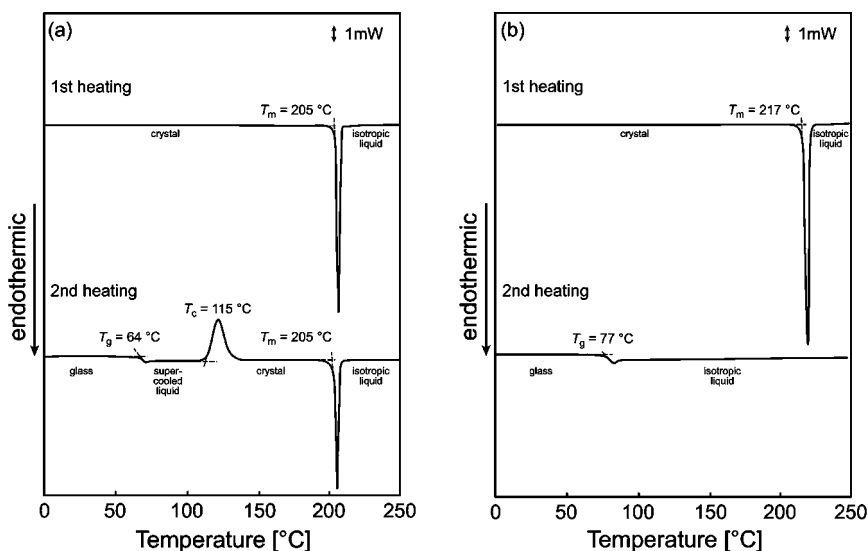 (a)
1mW
1st heating
Tm = 205 °C
crystal
isotropic
liquid
endothermic
2nd heating
Tc = 115 °C
Tg = 64 °C
Tm = 205 °C
glass
super-
cooled
liquid
crystal
isotropic
liquid
0 50 100 150 200 250
Temperature [°C]
(b)
1mW
1st heating
Tm = 217 °C
crystal
isotropic
liquid
endothermic
2nd heating
Tg = 77 °C
glass
isotropic
liquid
0 50 100 150 200 250
Temperature [°C]